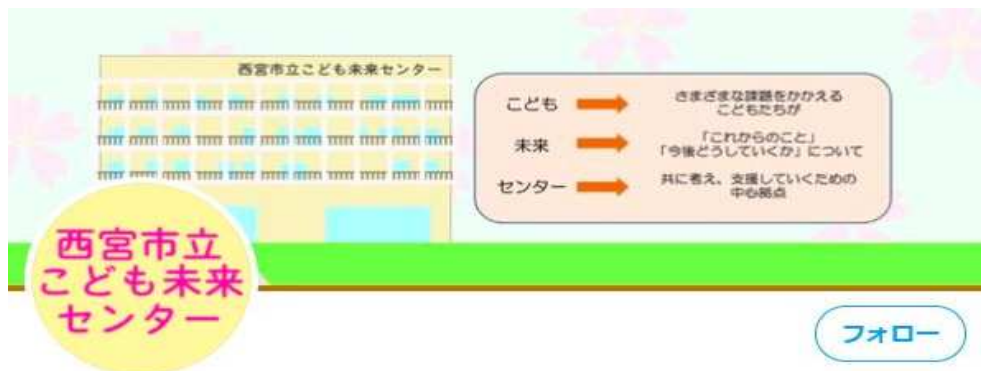 西宮市立こども未来センター
こども
さまざまな課題をかかえる
こどもたちが
未来
「これからのこと」
「今後どうしていくか」について
センター
共に考え、支援していくための
中心拠点
西宮市立
こども未来
センター
フォロー